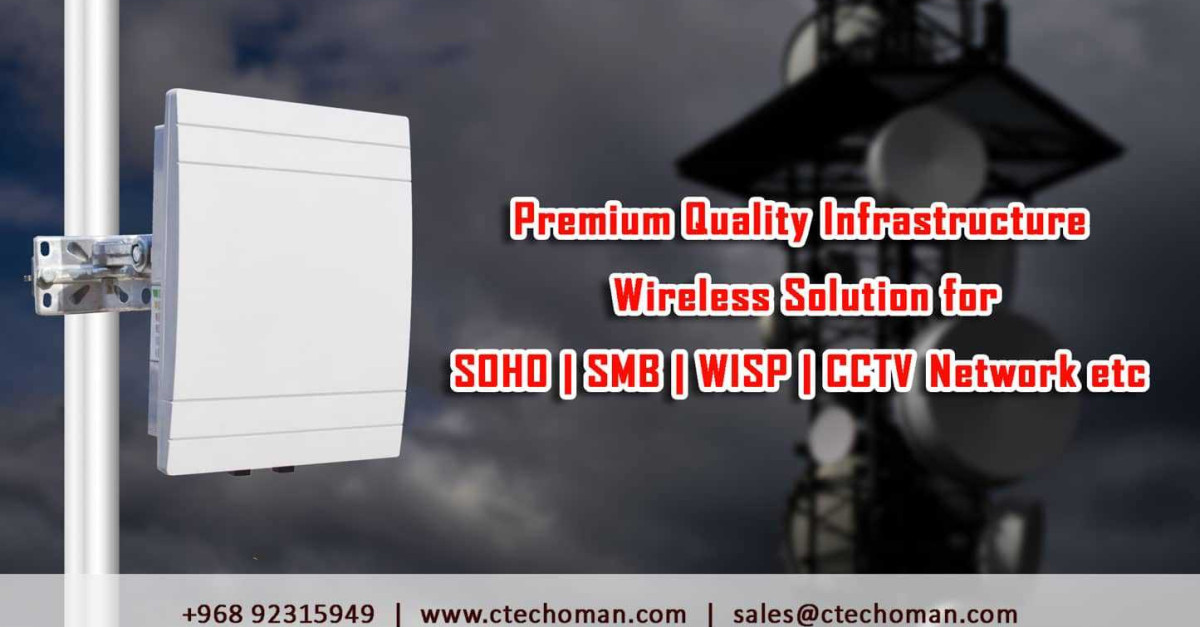 Premium Quality Infrastructure
Wireless Solution for
SOHO | SMB | WISP | CCTV Network etc
+968 92315949 | www.ctechoman.com | sales@ctechoman.com